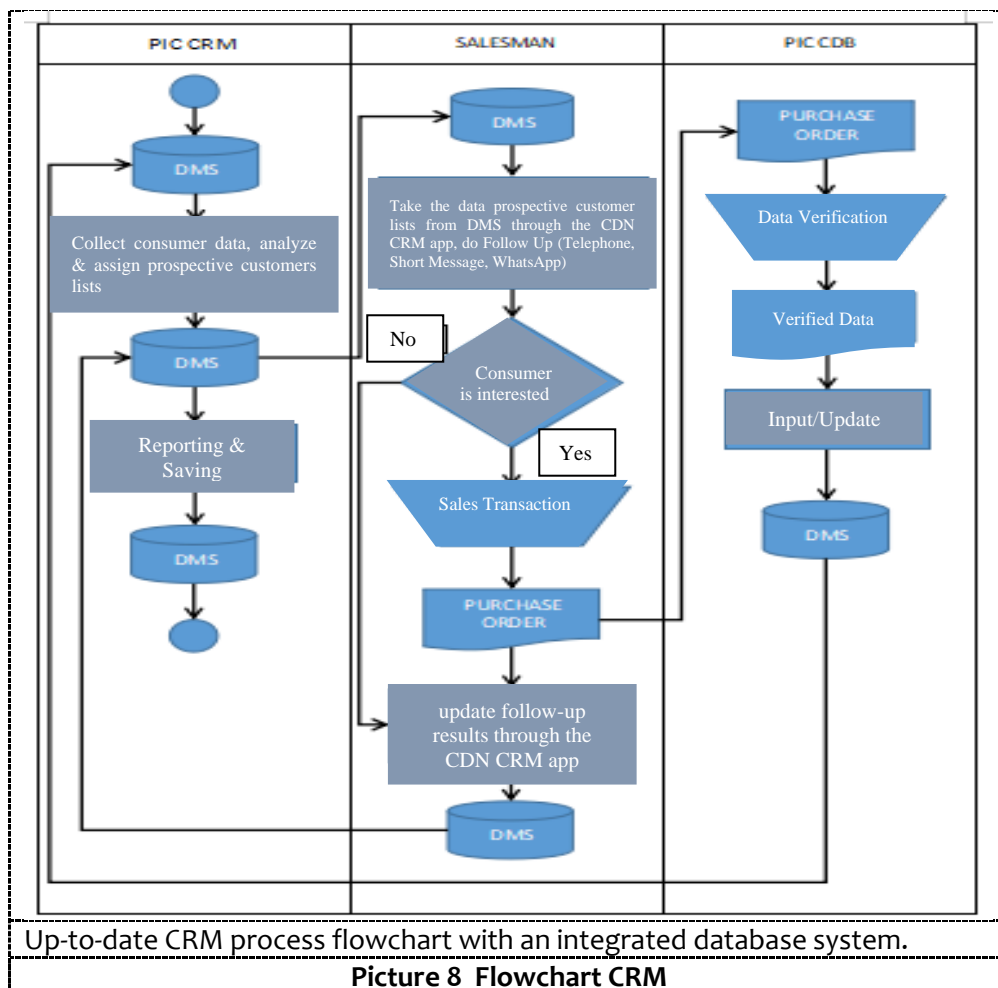 PIC CRM
SALESMAN
PIC CDB
DMS
Collect consumer data, analyze
& assign prospective customers
lists
DMS
Reporting &
Saving
DMS
DMS
Take the data prospective customer
lists from DMS through the CDN
CRM app, do Follow Up (Telephone,
Short Message, WhatsApp)
No
Consumer
is interested
Yes
Sales Transaction
PURCHASE
ORDER
update follow-up
results through the
CDN CRM app
DMS
PURCHASE
ORDER
Data Verification
Verified Data
Input/Update
DMS
Up-to-date CRM process flowchart with an integrated database system.
Picture 8 Flowchart CRM